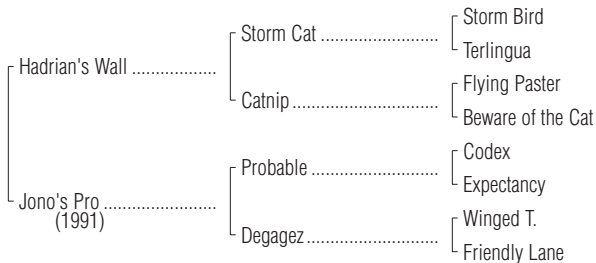 Storm Bird
Storm Cat ....................
Terlingua
Hadrian's Wall ..............
Flying Paster
Catnip.........................
Beware of the Cat
Codex
Probable .....................
Expectancy
Jono's Pro ...................
(1991)
Winged T.
Degagez......................
Friendly Lane